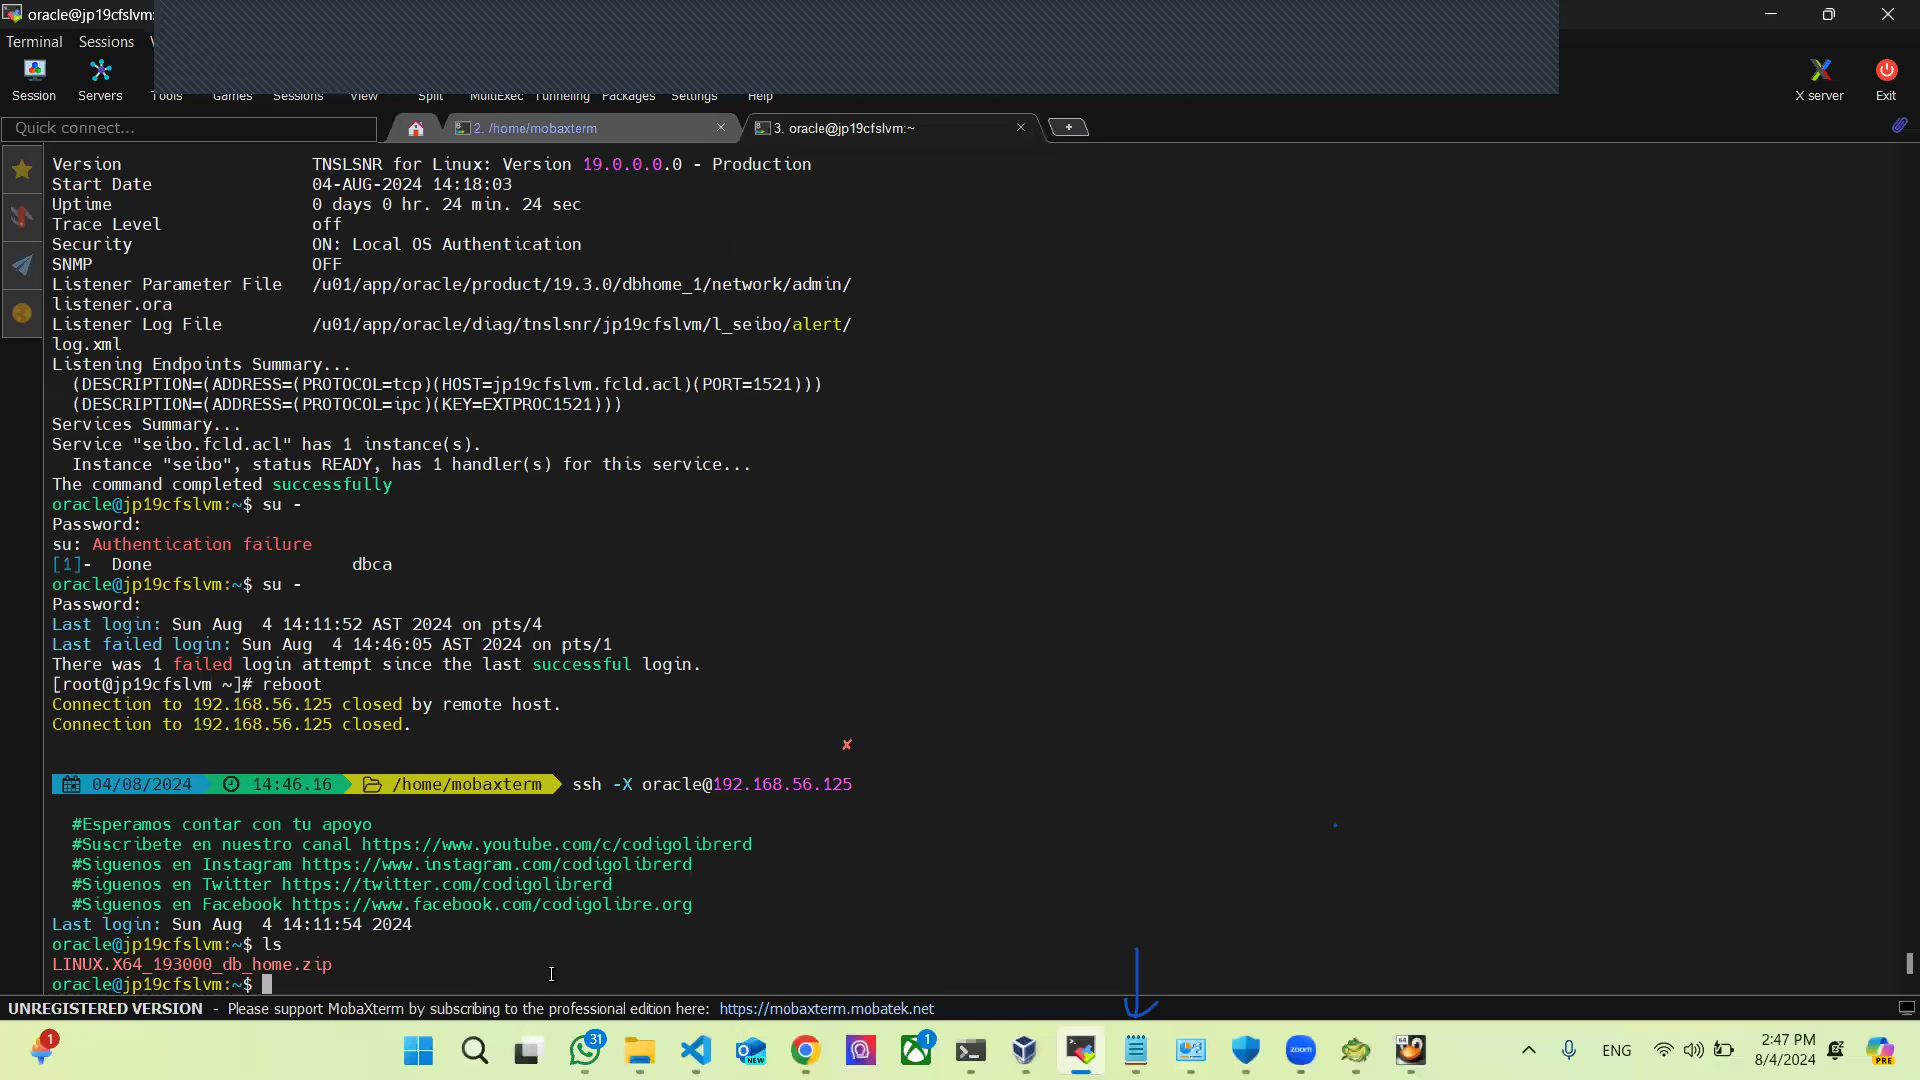 oracle@jp19cfslvm:
Terminal Sessions
Session Servers Tools Games Sessions View Split MultiExec Tunneling Packages Settings Help X server Exit
Quick connect... 2. /home/mobaxterm 3. oracle@jp19cfslvm:~
Version TNSLSNR for Linux: Version 19.0.0.0.0 - Production
Start Date 04-AUG-2024 14:18:03
Uptime 0 days 0 hr. 24 min. 24 sec
Trace Level off
Security ON: Local OS Authentication
SNMP OFF
Listener Parameter File /u01/app/oracle/product/19.3.0/dbhome_1/network/admin/
listener.ora
Listener Log File /u01/app/oracle/diag/tnslsnr/jp19cfslvm/l_seibo/alert/
log.xml
Listening Endpoints Summary...
(DESCRIPTION=(ADDRESS=(PROTOCOL=tcp)(HOST=jp19cfslvm.fcld.acl)(PORT=1521)))
(DESCRIPTION=(ADDRESS=(PROTOCOL=ipc)(KEY=EXTPROC1521)))
Services Summary...
Service "seibo.fcld.acl" has 1 instance(s).
Instance "seibo", status READY, has 1 handler(s) for this service...
The command completed successfully
oracle@jp19cfslvm:~$ su -
Password:
su: Authentication failure
[1]- Done dbca
oracle@jp19cfslvm:~$ su -
Password:
Last login: Sun Aug 4 14:11:52 AST 2024 on pts/4
Last failed login: Sun Aug 4 14:46:05 AST 2024 on pts/1
There was 1 failed login attempt since the last successful login.
[root@jp19cfslvm ~]# reboot
Connection to 192.168.56.125 closed by remote host.
Connection to 192.168.56.125 closed.
04/08/2024 14:46.16 /home/mobaxterm ssh -X oracle@192.168.56.125
#Esperamos contar con tu apoyo
#Suscribete en nuestro canal https://www.youtube.com/c/codigolibrerd
#Siguenos en Instagram https://www.instagram.com/codigolibrerd
#Siguenos en Twitter https://twitter.com/codigolibrerd
#Siguenos en Facebook https://www.facebook.com/codigolibre.org
Last login: Sun Aug 4 14:11:54 2024
oracle@jp19cfslvm:~$ ls
LINUX.X64_193000_db_home.zip
oracle@jp19cfslvm:~$
UNREGISTERED VERSION - Please support MobaXterm by subscribing to the professional edition here: https://mobaxterm.mobatek.net
1 31 NEW 1 zoom 64 ENG 2:47 PM PRE
8/4/2024